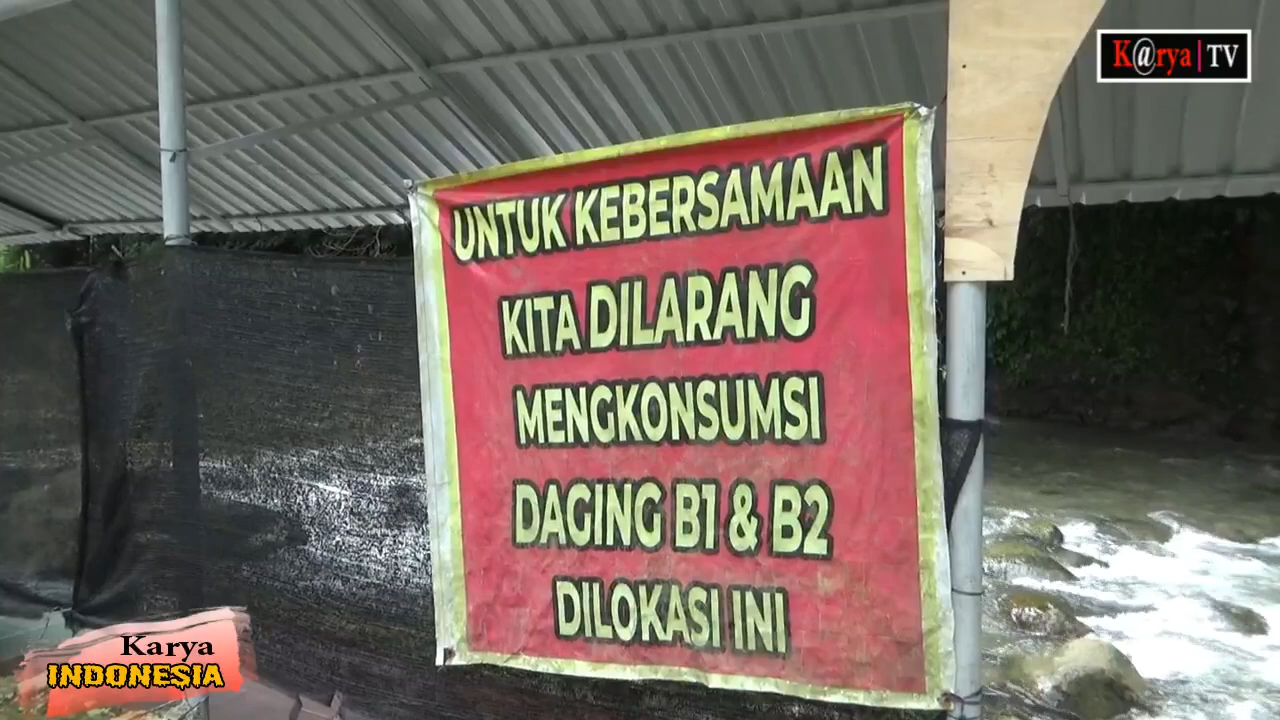 K@rya|TV
UNTUK KEBERSAMAAN
KITA DILARANG
MENGKONSUMSI
DAGING B1 & B2
DILOKASI INI
Karya
INDONESIA